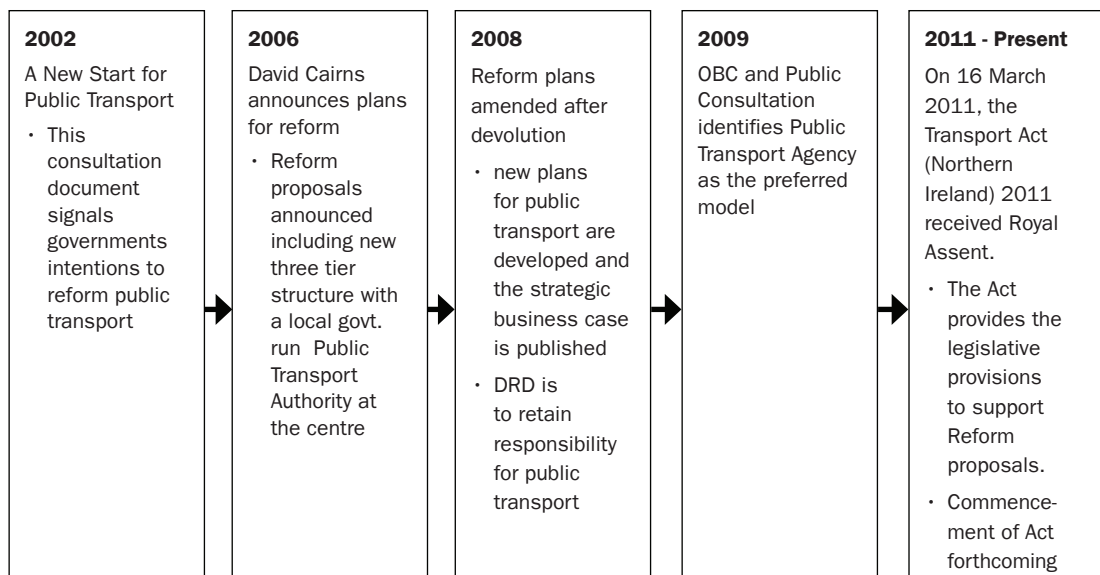 2002
A New Start for
Public Transport
• This
consultation
document
signals
governments
intentions to
reform public
transport
2006
David Cairns
announces plans
for reform
• Reform
proposals
announced
including new
three tier
structure with
a local govt.
run Public
Transport
Authority at
the centre
2008
Reform plans
amended after
devolution
• new plans
for public
transport are
developed and
the strategic
business case
is published
• DRD is
to retain
responsibility
for public
transport
2009
OBC and Public
Consultation
identifies Public
Transport Agency
as the preferred
model
2011 - Present
On 16 March
2011, the
Transport Act
(Northern
Ireland) 2011
received Royal
Assent.
• The Act
provides the
legislative
provisions
to support
Reform
proposals.
• Commence-
ment of Act
forthcoming